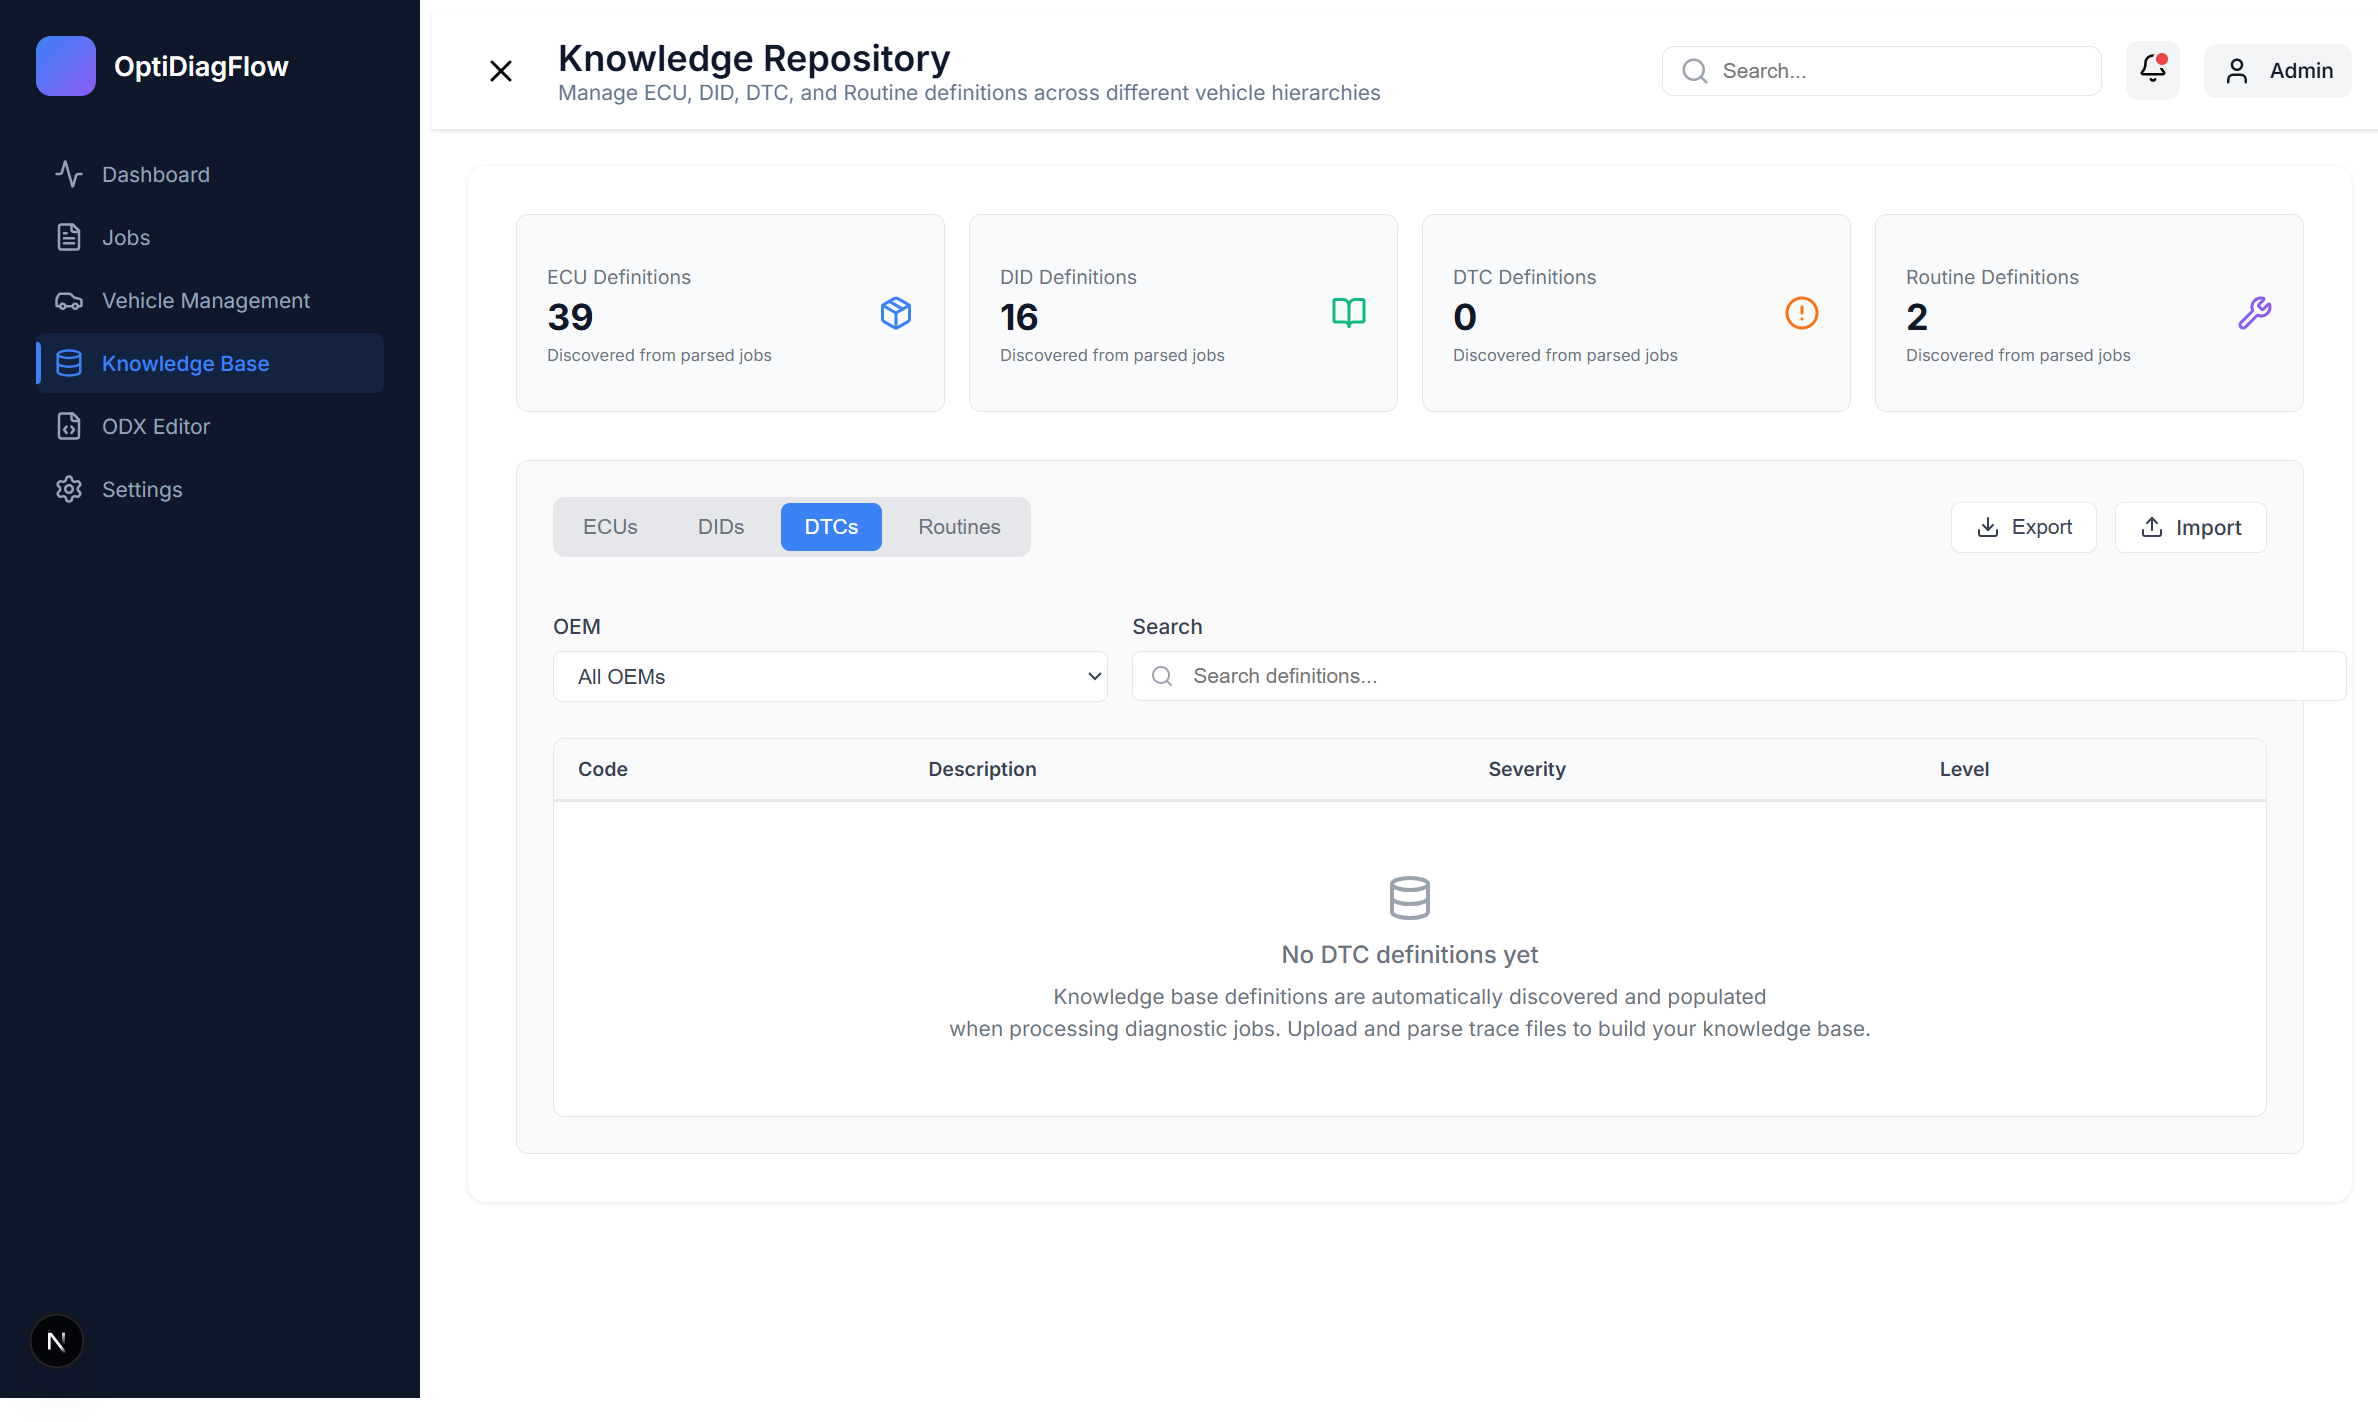 OptiDiagFlow
Dashboard
Jobs
Vehicle Management
Knowledge Base
ODX Editor
Settings
N
Knowledge Repository
Manage ECU, DID, DTC, and Routine definitions across different vehicle hierarchies
Search...
Admin
ECU Definitions
39
Discovered from parsed jobs
DID Definitions
16
Discovered from parsed jobs
DTC Definitions
0
Discovered from parsed jobs
Routine Definitions
2
Discovered from parsed jobs
ECUs DIDs DTCs Routines
Export Import
OEM
All OEMs
Search
Search definitions...
Code Description Severity Level
No DTC definitions yet
Knowledge base definitions are automatically discovered and populated
when processing diagnostic jobs. Upload and parse trace files to build your knowledge base.